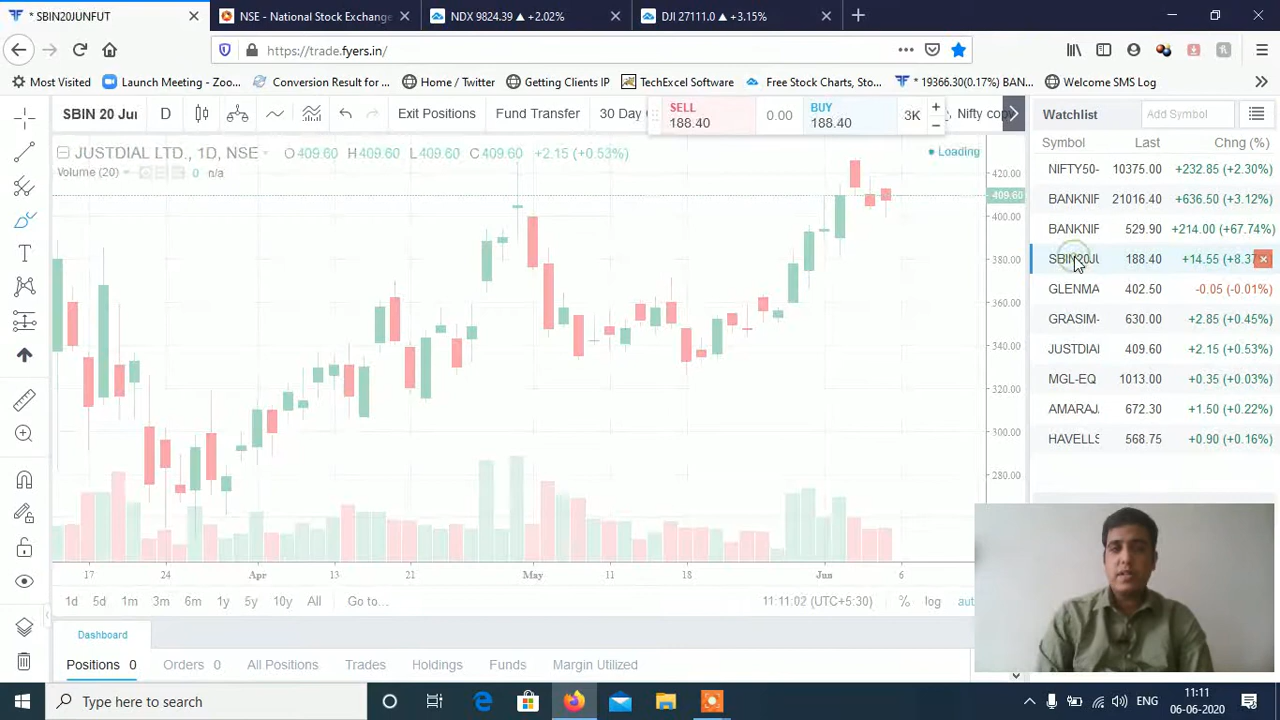 * SBIN20JUNFUT
NSE - National Stock Exchange
NDX 9824.39 ▲ +2.02%
DJI 27111.0 ▲ +3.15%
https://trade.fyers.in/
Most Visited
Launch Meeting - Zoo...
Conversion Result for ...
Home / Twitter
Getting Clients IP
TechExcel Software
Free Stock Charts, Sto...
* 19366.30(0.17%) BAN...
Welcome SMS Log
SBIN 20 Jui
D
Exit Positions
Fund Transfer
30 Day
SELL
188.40
0.00
BUY
188.40
3K
Nifty cop
Watchlist
Add Symbol
Symbol Last Chng (%)
JUSTDIAL LTD., 1D, NSE
O409.60 H409.60 L409.60 C409.60 +2.15 (+0.53%)
Loading
Volume (20)
0 n/a
NIFTY50- 10375.00 +232.85 (+2.30%)
BANKNIF 21016.40 +636.50 (+3.12%)
BANKNIF 529.90 +214.00 (+67.74%)
SBIN20JU 188.40 +14.55 (+8.37
GLENMA 402.50 -0.05 (-0.01%)
GRASIM- 630.00 +2.85 (+0.45%)
JUSTDIAI 409.60 +2.15 (+0.53%)
MGL-EQ 1013.00 +0.35 (+0.03%)
AMARAJ 672.30 +1.50 (+0.22%)
HAVELLS 568.75 +0.90 (+0.16%)
420.00
409.60
400.00
380.00
360.00
340.00
320.00
300.00
280.00
17 24 Apr 13 21 May 11 18 Jun 6
1d 5d 1m 3m 6m 1y 5y 10y All Go to...
11:11:02 (UTC+5:30) % log aut
Dashboard
Positions 0 Orders 0 All Positions Trades Holdings Funds Margin Utilized
Type here to search
ENG
11:11
06-06-2020